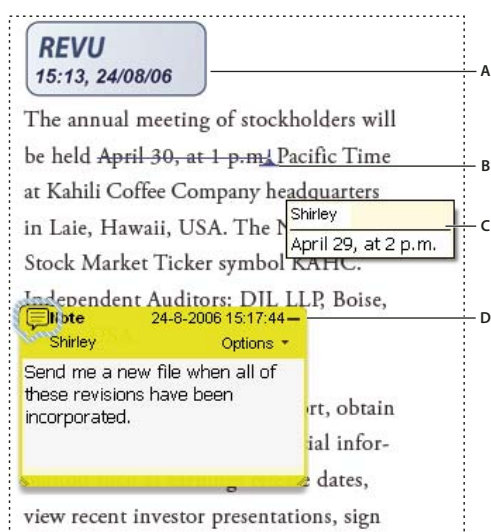 REVU
15:13, 24/08/06
A
The annual meeting of stockholders will
be held April 30, at 1 p.m. Pacific Time
B
at Kahili Coffee Company headquarters
Shirley
in Laie, Hawaii, USA. The
C
April 29, at 2 p.m.
Stock Market Ticker symbol KAHC.
Independent Auditors: DJL LLP, Boise,
Note 24-8-2006 15:17:44
D
Shirley Options
Send me a new file when all of
these revisions have been
incorporated.
obtain
dates,
view recent investor presentations, sign